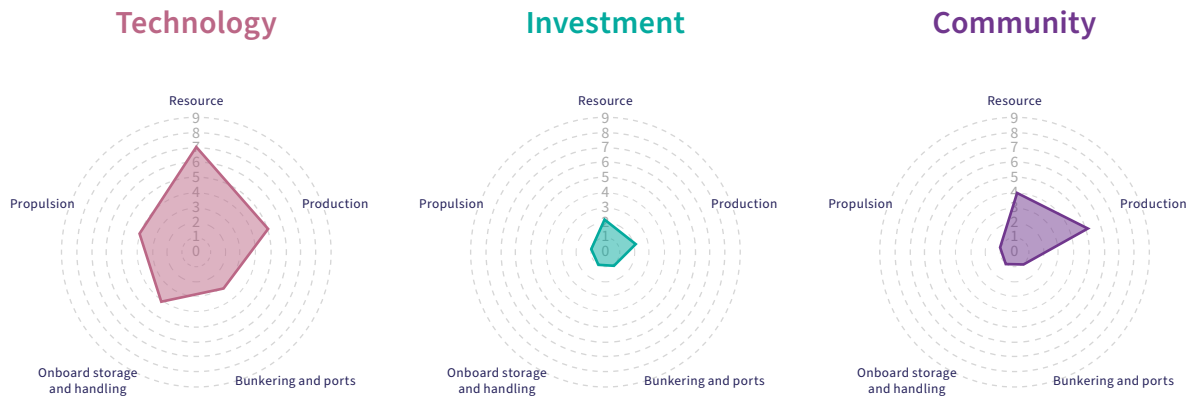 Technology
Resource
9
8
7
6
5
4
3
2
1
0
Propulsion
Production
Onboard storage
and handling
Bunkering and ports
Investment
Resource
9
8
7
6
5
4
3
2
1
0
Propulsion
Production
Onboard storage
and handling
Bunkering and ports
Community
Resource
9
8
7
6
5
4
3
2
1
0
Propulsion
Production
Onboard storage
and handling
Bunkering and ports